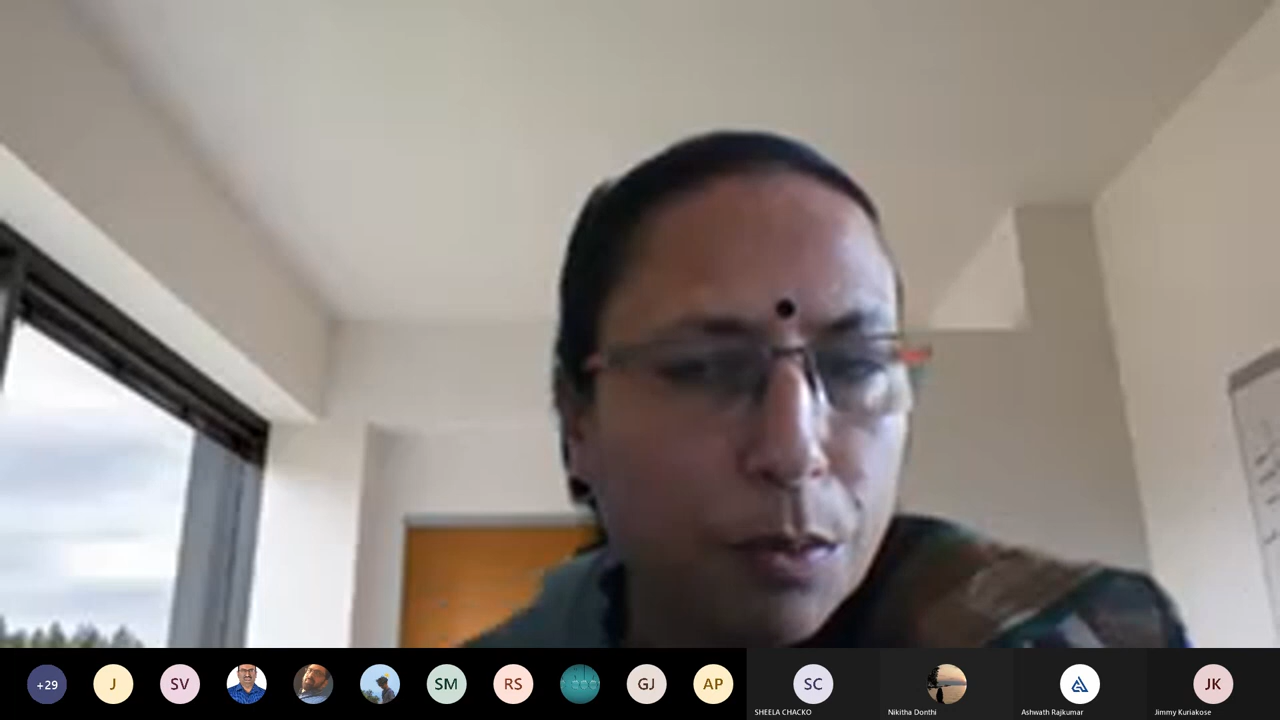 +29
J
SV
SM
RS
GJ
AP
SC
JK
SHEELA CHACKO
Nikitha Donthi
Ashwath Rajkumar
Jimmy Kuriakose